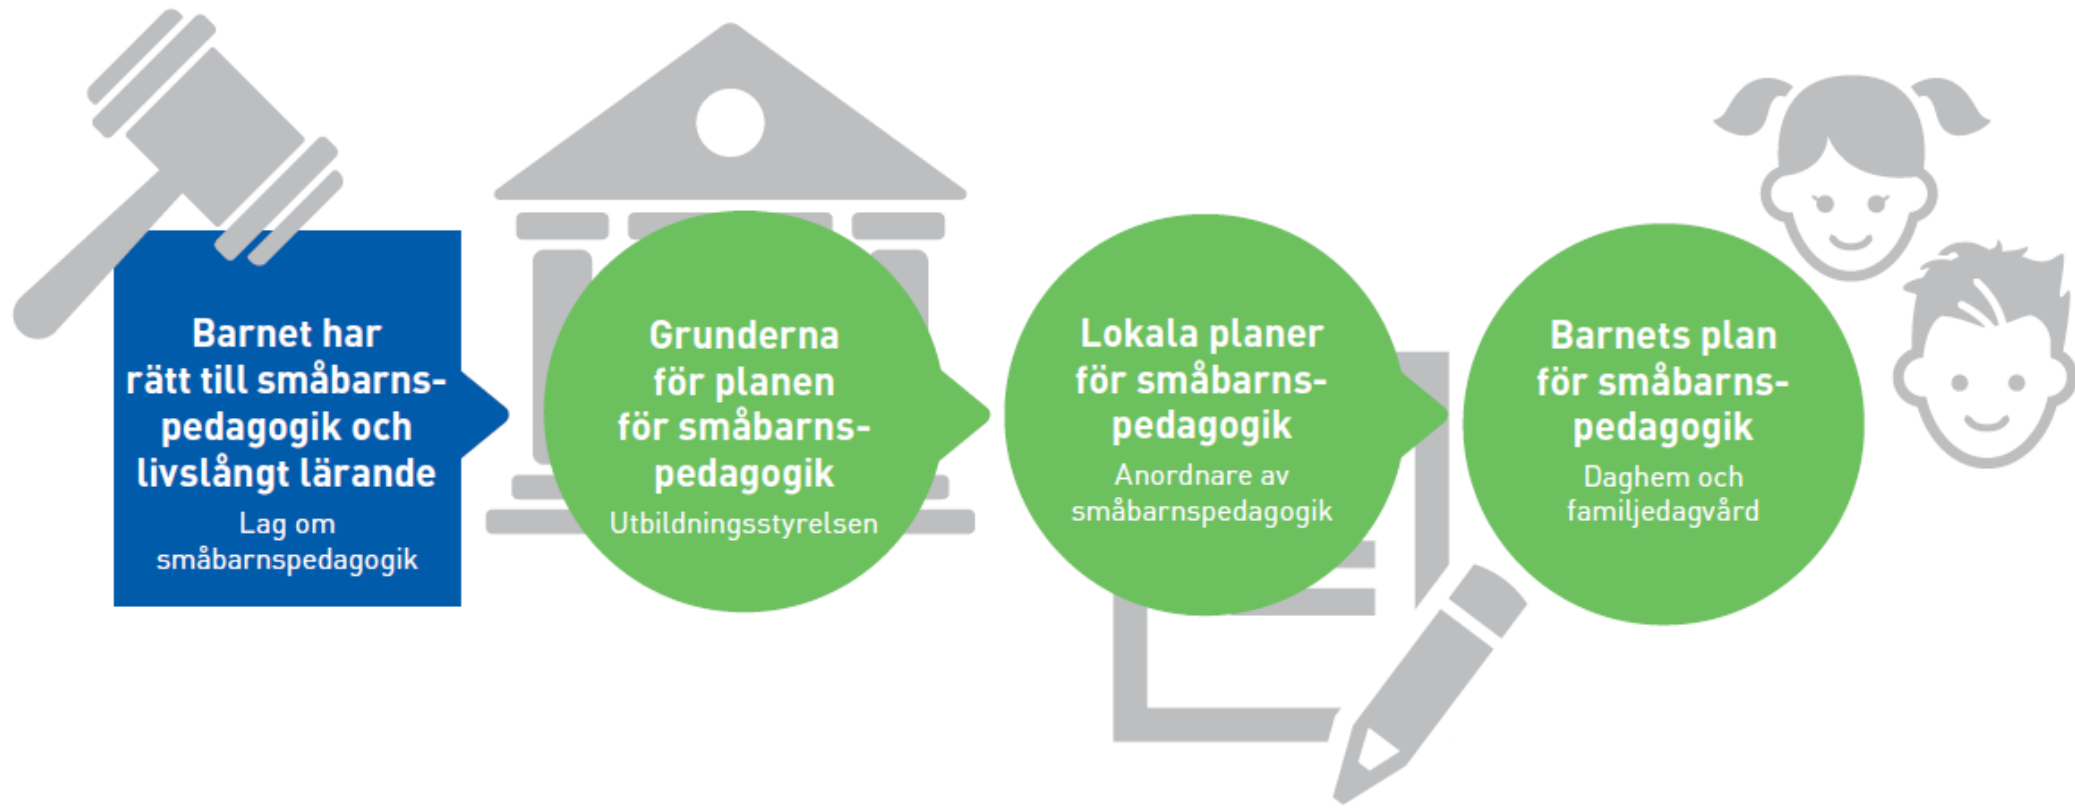 Barnet har
rätt till småbarns-
pedagogik och
livslångt lärande
Lag om
småbarnspedagogik
Grunderna
för planen
för småbarns-
pedagogik
Utbildningsstyrelsen
Lokala planer
för småbarns-
pedagogik
Anordnare av
småbarnspedagogik
Barnets plan
för småbarns-
pedagogik
Daghem och
familjedagvård